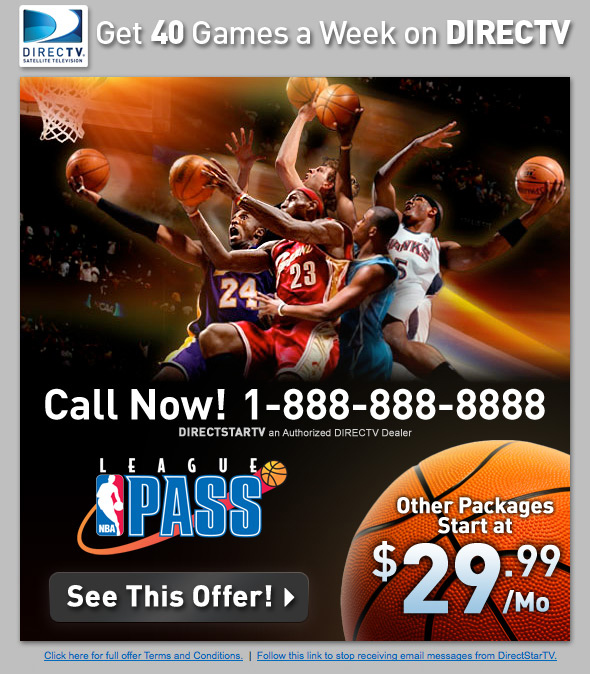 DIRECTV.
SATELLITE TELEVISION
Get 40 Games a Week on DIRECTV
24
23
5
Call Now! 1-888-888-8888
DIRECTSTARTV an Authorized DIRECTV Dealer
LEAGUE
PASS
NBA
Other Packages
Start at
$29.99
/Mo
See This Offer!
Click here for full offer Terms and Conditions. | Follow this link to stop receiving email messages from DirectStarTV.